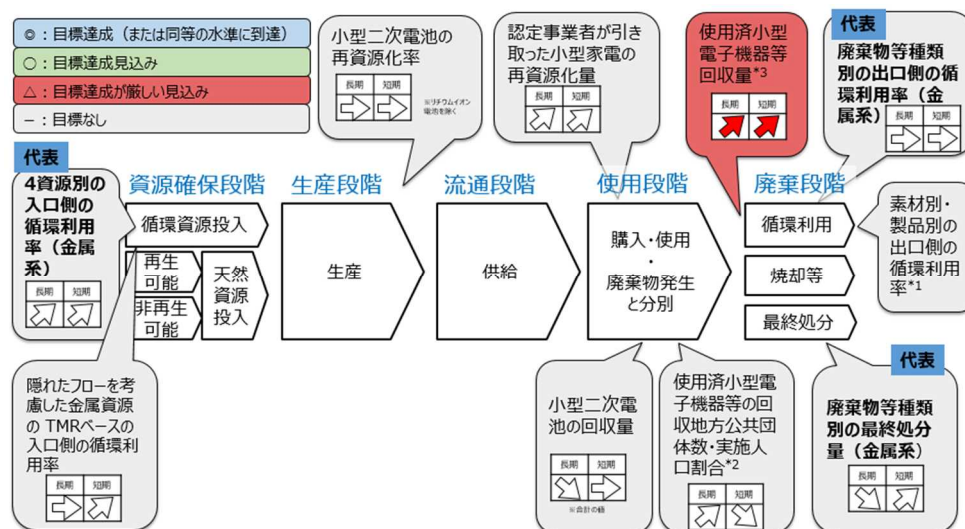 ◎：目標達成（または同等の水準に到達）
○：目標達成見込み
△：目標達成が厳しい見込み
－：目標なし
小型二次電池の
再資源化率
長期 短期
※リチウムイオン
電池を除く
認定事業者が引き
取った小型家電の
再資源化量
長期 短期
使用済小型
電子機器等
回収量*3
長期 短期
代表
廃棄物等種類
別の出口側の循
環利用率（金属
系）
長期 短期
代表
4資源別の
入口側の
循環利用
率（金属
系）
長期 短期
資源確保段階
生産段階
流通段階
使用段階
廃棄段階
循環資源投入
再生
可能
非再生
可能
天然
資源
投入
生産
供給
購入・使用
・
廃棄物発生
と分別
循環利用
焼却等
最終処分
素材別・
製品別の
出口側の
循環利用
率*1
隠れたフローを考
慮した金属資源
の TMRベースの
入口側の循環利
用率
長期 短期
小型二次電
池の回収量
長期 短期
※合計の値
使用済小型電
子機器等の回
収地方公共団
体数・実施人
口割合*2
長期 短期
代表
廃棄物等種類
別の最終処分
量（金属系）
長期 短期